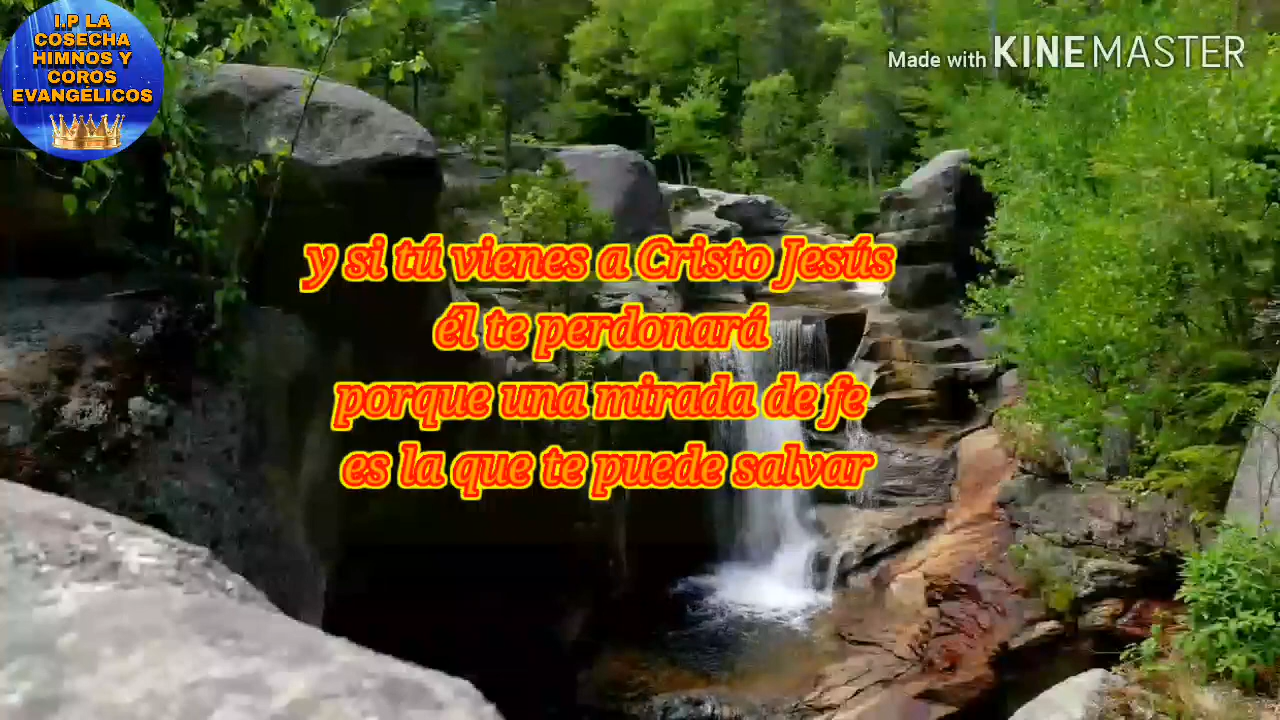 I.P LA
COSECHA
HIMNOS Y
COROS
EVANGÉLICOS
Made with KINEMASTER
y si tú vienes a Cristo Jesús
él te perdonará
porque una mirada de fe
es la que te puede salvar